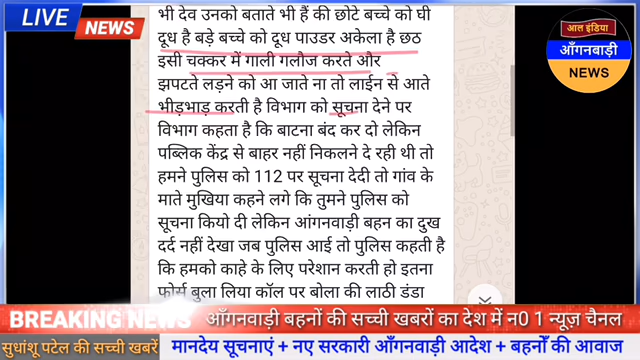 LIVE
NEWS
आल इंडिया
आँगनबाड़ी
NEWS
भी देव उनको बताते भी हैं की छोटे बच्चे को घी
दूध है बड़े बच्चे को दूध पाउडर अकेला है छठ
इसी चक्कर में गाली गलौज करते और
झपटते लड़ने को आ जाते ना तो लाईन से आते
भीड़भाड़ करती है विभाग को सूचना देने पर
विभाग कहता है कि बाटना बंद कर दो लेकिन
पब्लिक केंद्र से बाहर नहीं निकलने दे रही थी तो
हमने पुलिस को 112 पर सूचना देदी तो गांव के
माते मुखिया कहने लगे कि तुमने पुलिस को
सूचना कियो दी लेकिन आंगनवाड़ी बहन का दुख
दर्द नहीं देखा जब पुलिस आई तो पुलिस कहती है
कि हमको काहे के लिए परेशान करती हो इतना
फोर्स बुला लिया कॉल पर बोला की लाठी डंडा
BREAKING NEWS
आँगनवाड़ी बहनों की सच्ची खबरों का देश में न0 1 न्यूज़ चैनल
सुधांशु पटेल की सच्ची खबरें
मानदेय सूचनाएं + नए सरकारी आँगनवाड़ी आदेश + बहनों की आवाज